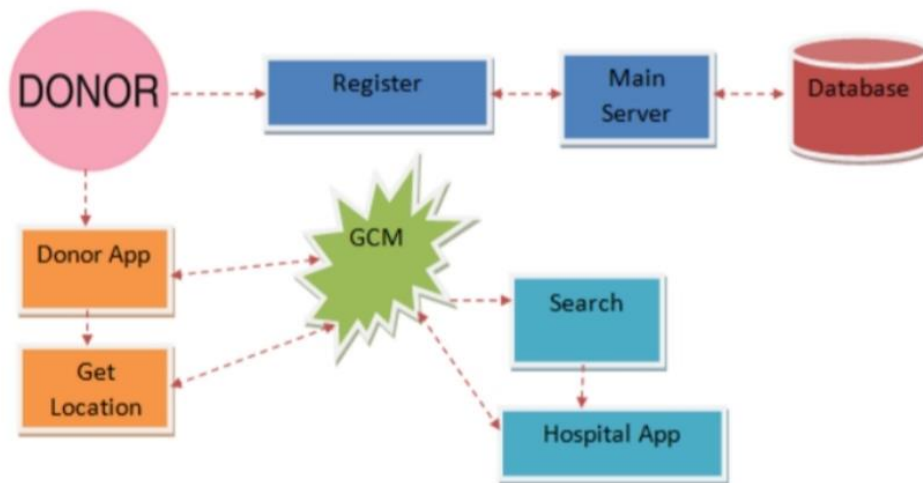 DONOR
Register
Main
Server
Database
Donor App
GCM
Search
Get
Location
Hospital App